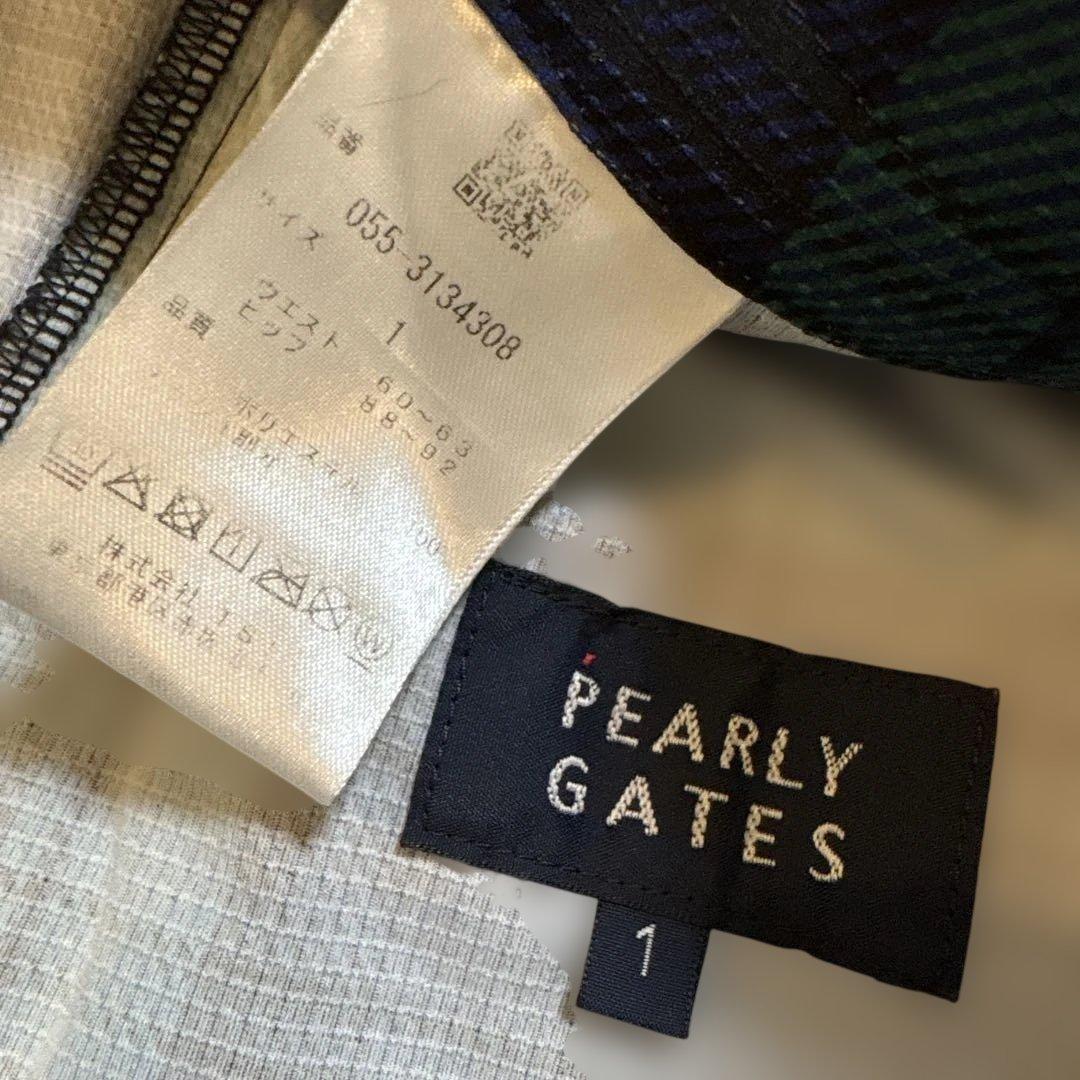 品番
055-3134308
サイズ
1
ウエスト 60~63
ヒップ 88~92
品質
ポリエステル
株式会社
PEARLY
GATES
1